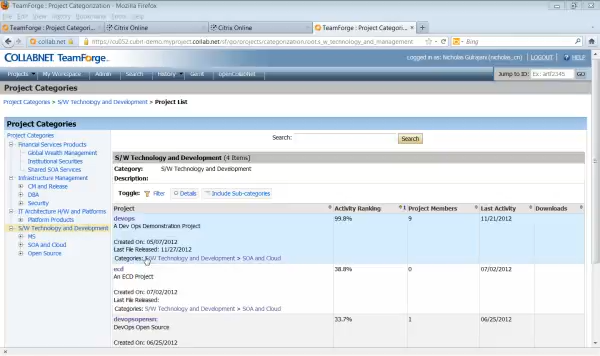 TeamForge : Project Categorization - Mozilla Firefox
File Edit View History Bookmarks Tools Help
TeamForge : Project Categori... Citrix Online Citrix Online TeamForge : Project Categori...
collab.net
Bing
COLLABNET TeamForge
Logged in as: Nicholas Gulrajani (nicholas_cn) LOGOUT HELP
Projects My Workspace Admin Search History Gerrit openCollabNet Jump to ID: Ex: artf2345 GO
Project Categories
Project Categories > S/W Technology and Development > Project List
Project Categories
Project Categories
Financial Services Products
Global Wealth Management
Institutional Securities
Shared SOA Services
Infrastructure Management
CM and Release
DBA
Security
IT Architecture H/W and Platforms
Platform Products
S/W Technology and Development
MS
SOA and Cloud
Open Source
Search: Search
S/W Technology and Development (4 Items)
Category: S/W Technology and Development
Description:
Toggle: Filter Details Include Sub-categories
Project Activity Ranking Project Members Last Activity Downloads
devops 99.8% 9 11/21/2012
A Dev Ops Demonstration Project
Created On: 05/07/2012
Last File Released: 11/27/2012
Categories: S/W Technology and Development > SOA and Cloud
ecd 38.8% 0 07/02/2012
An ECD Project
Created On: 07/02/2012
Last File Released:
Categories: S/W Technology and Development > SOA and Cloud
devopsopensrc 33.7% 1 06/25/2012
DevOps Open Source
Created On: 06/25/2012